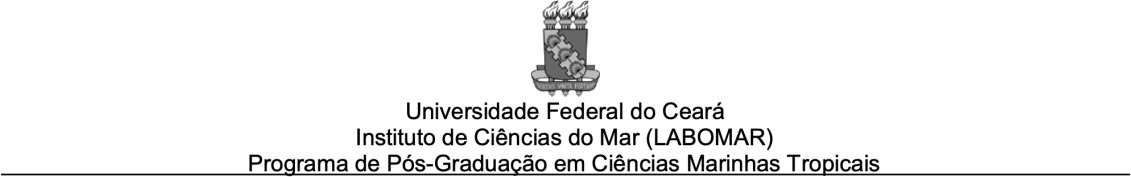 Universidade Federal do Ceará
Instituto de Ciências do Mar (LABOMAR)
Programa de Pós-Graduação em Ciências Marinhas Tropicais